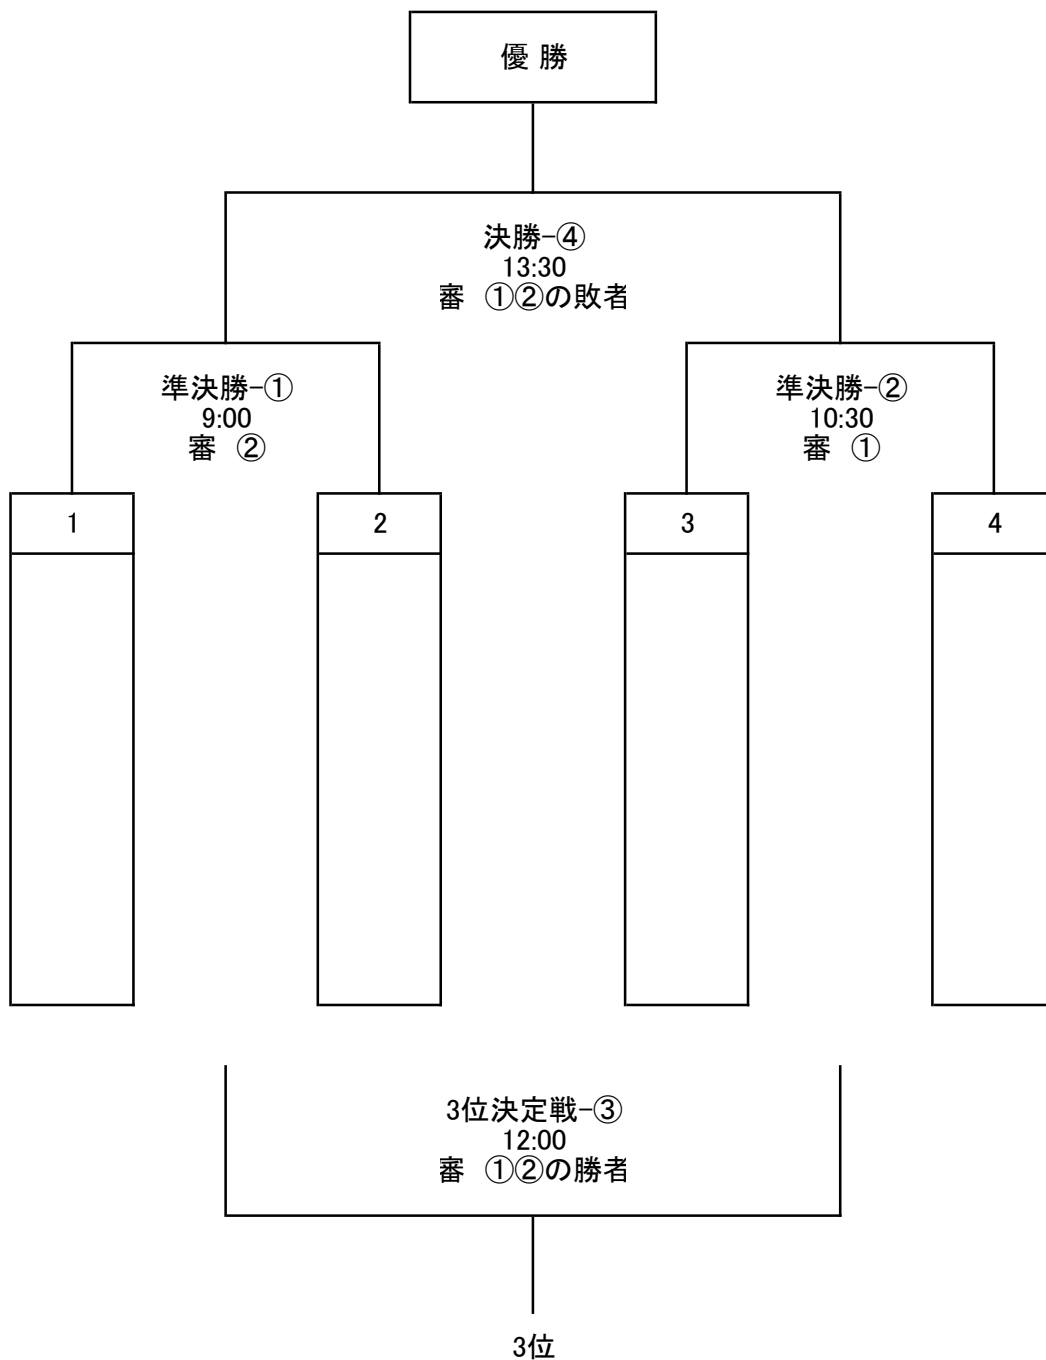 優 勝
決勝-④
13:30
審 ①②の敗者
準決勝-①
9:00
審 ②
準決勝-②
10:30
審 ①
1
2
3
4
3位決定戦-③
12:00
審 ①②の勝者
3位